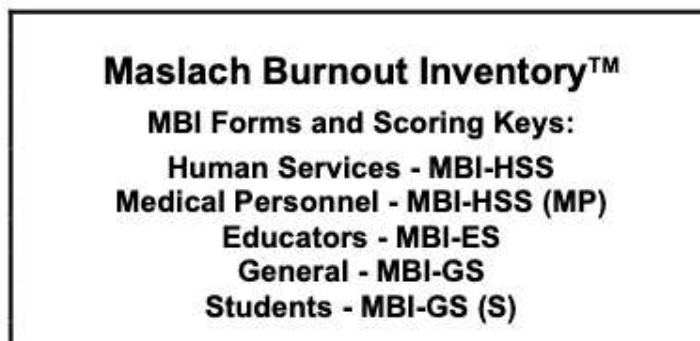 Maslach Burnout Inventory™
MBI Forms and Scoring Keys:
Human Services - MBI-HSS
Medical Personnel - MBI-HSS (MP)
Educators - MBI-ES
General - MBI-GS
Students - MBI-GS (S)